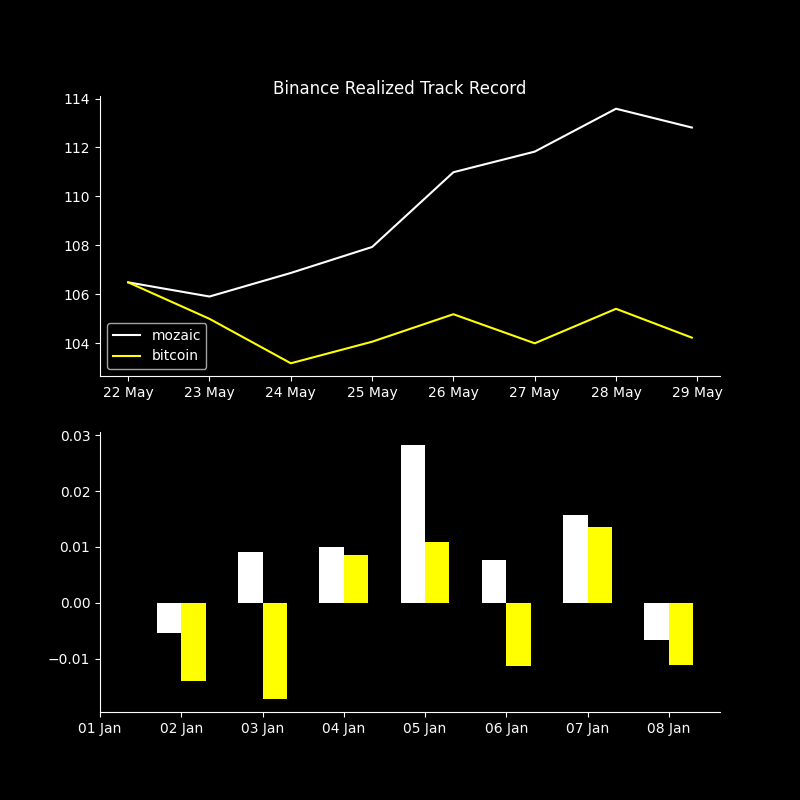 Binance Realized Track Record
114
112
110
108
106
104
mozaic
bitcoin
22 May 23 May 24 May 25 May 26 May 27 May 28 May 29 May
0.03
0.02
0.01
0.00
−0.01
01 Jan 02 Jan 03 Jan 04 Jan 05 Jan 06 Jan 07 Jan 08 Jan